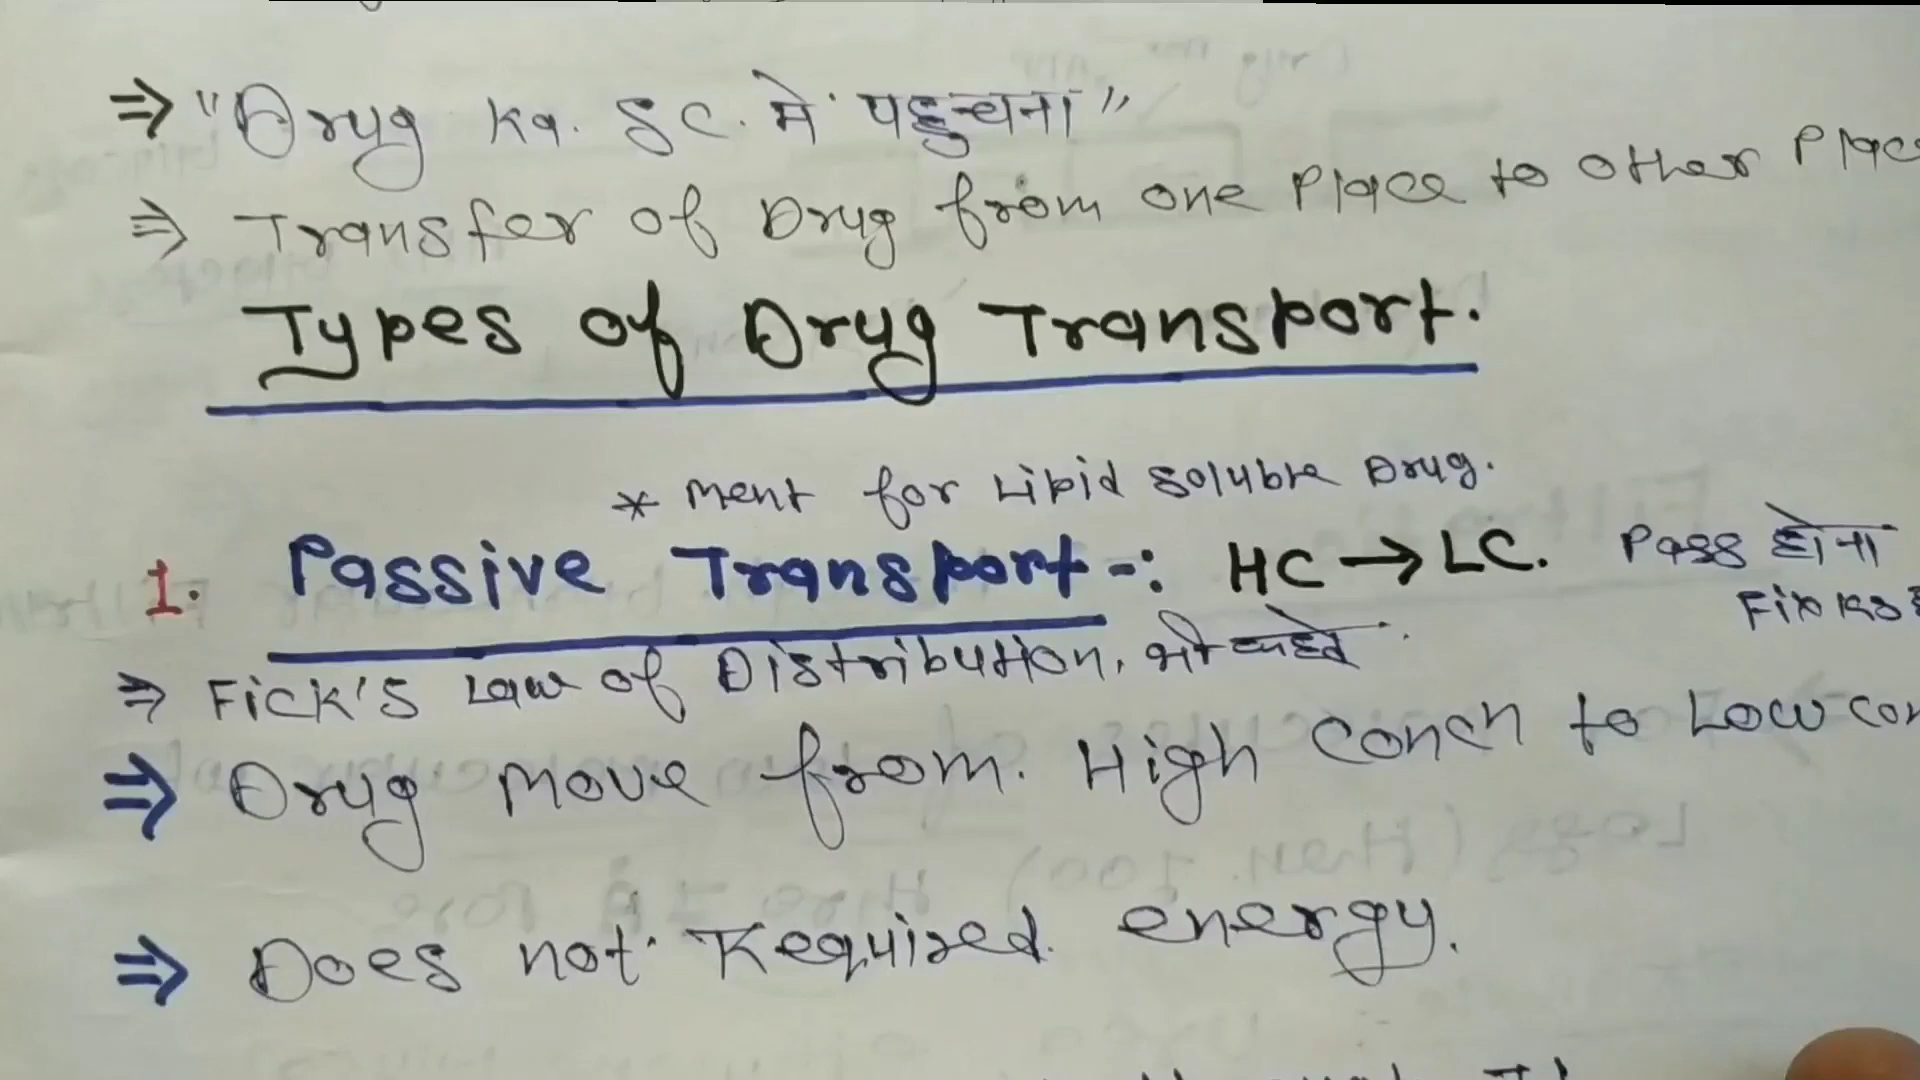 ⇒ "Drug ka. SC. मे पहुचना"
⇒ Transfer of Drug from one Place to other Plac
Types of Drug Transport.
* Ment for Lipid Soluble Drug.
1. Passive Transport -: HC → LC. Pass होना
⇒ Fick's Law of Distribution, भी कहते
⇒ Drug Move from. High Concn to Low con
⇒ Does not Required. energy.